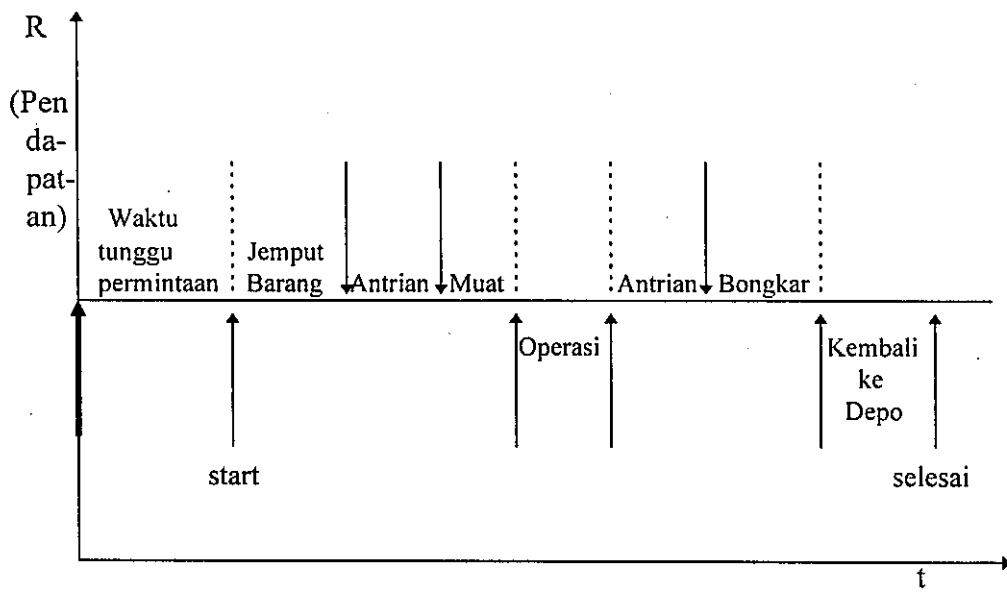 R
(Pen
da-
pat-
an)
Waktu
tunggu
permintaan
Jemput
Barang
Antrian
Muat
Antrian
Bongkar
Operasi
Kembali
ke
Depo
start
selesai
t